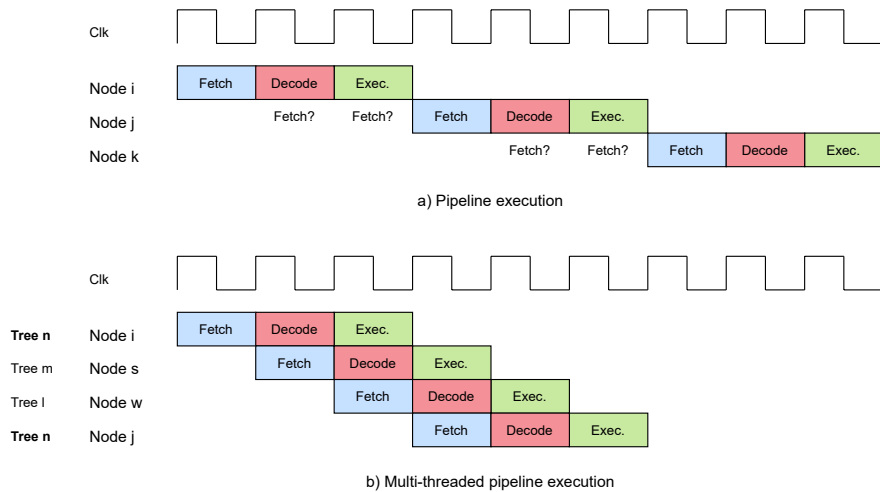 Clk
Node i Fetch Decode Exec.
Node j Fetch? Fetch? Fetch Decode Exec.
Node k Fetch? Fetch? Fetch Decode Exec.
a) Pipeline execution
Clk
Tree n Node i Fetch Decode Exec.
Tree m Node s Fetch Decode Exec.
Tree l Node w Fetch Decode Exec.
Tree n Node j Fetch Decode Exec.
b) Multi-threaded pipeline execution